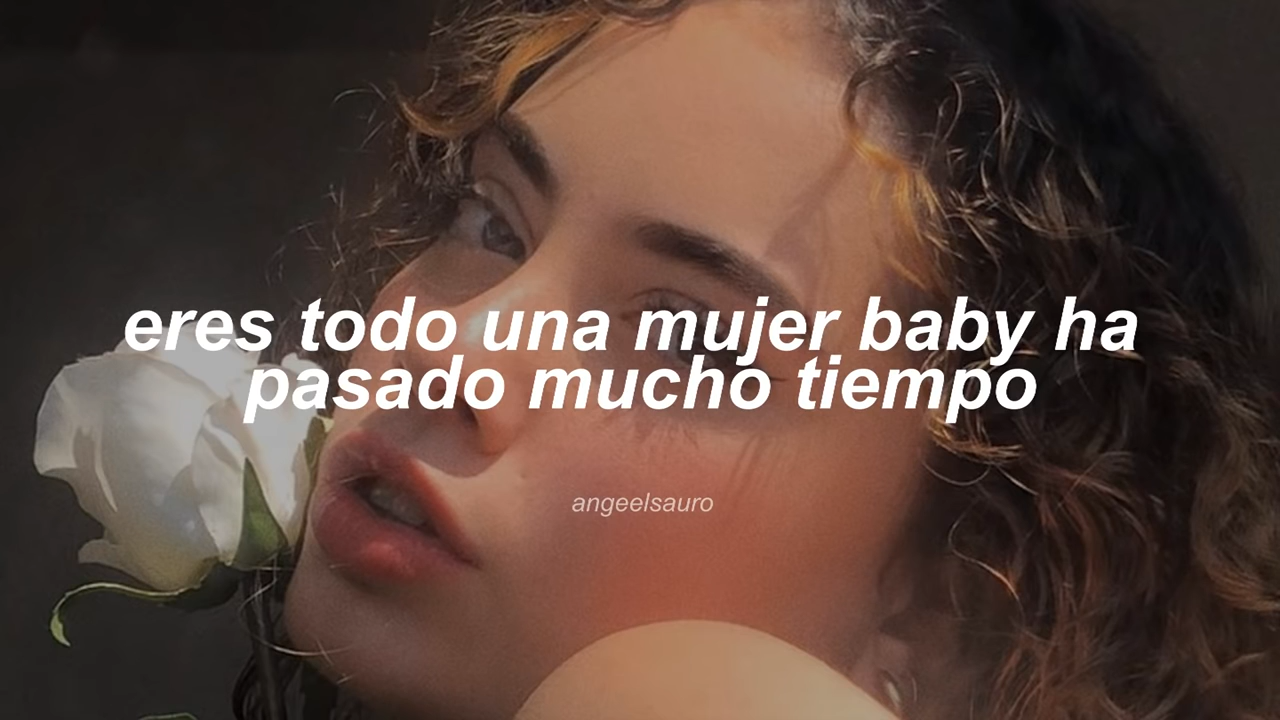 eres todo una mujer baby ha
pasado mucho tiempo
angeelsauro